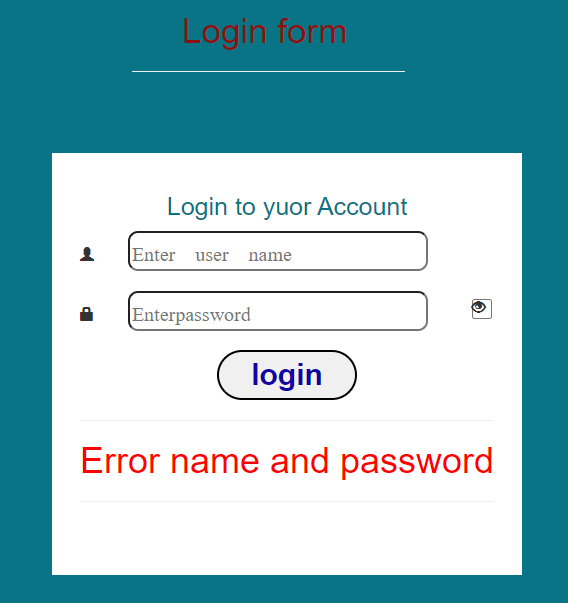 Login form
Login to yuor Account
Enter user name
Enterpassword
login
Error name and password